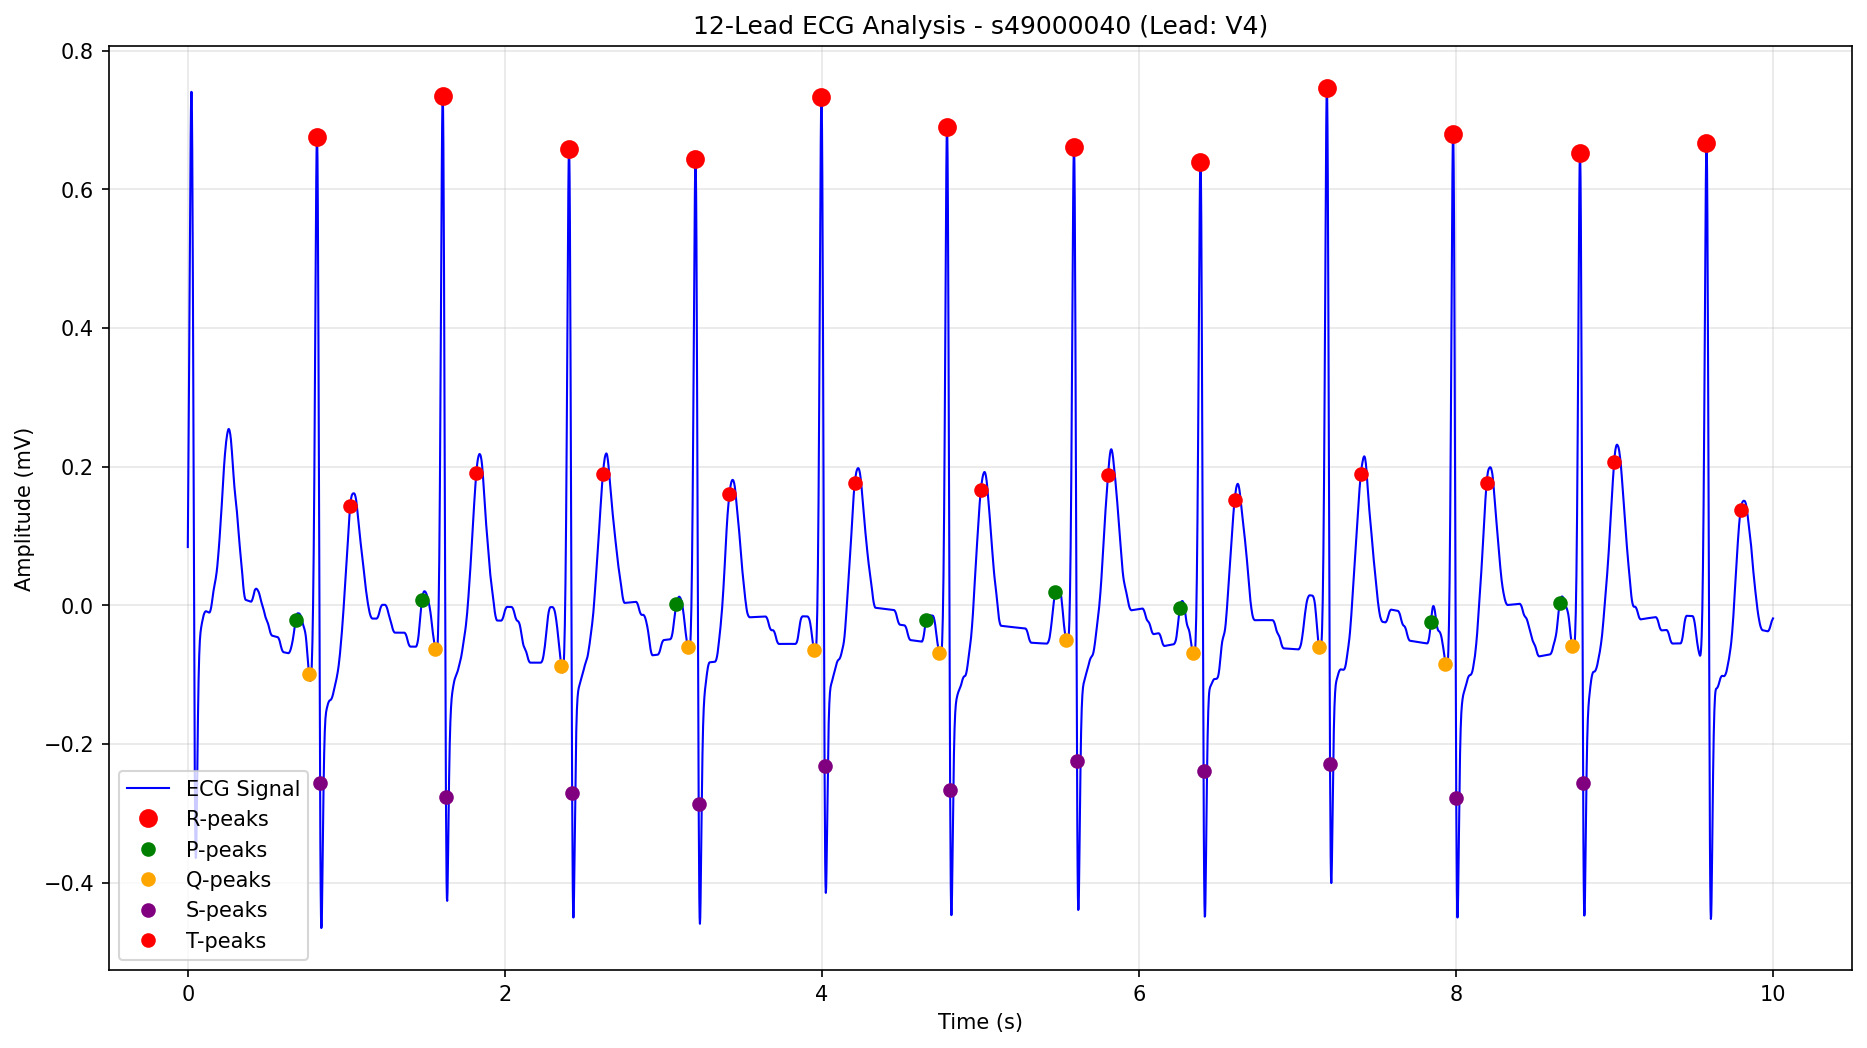 12-Lead ECG Analysis - s49000040 (Lead: V4)
Amplitude (mV)
0.8
0.6
0.4
0.2
0.0
−0.2
−0.4
ECG Signal
R-peaks
P-peaks
Q-peaks
S-peaks
T-peaks
0 2 4 6 8 10
Time (s)